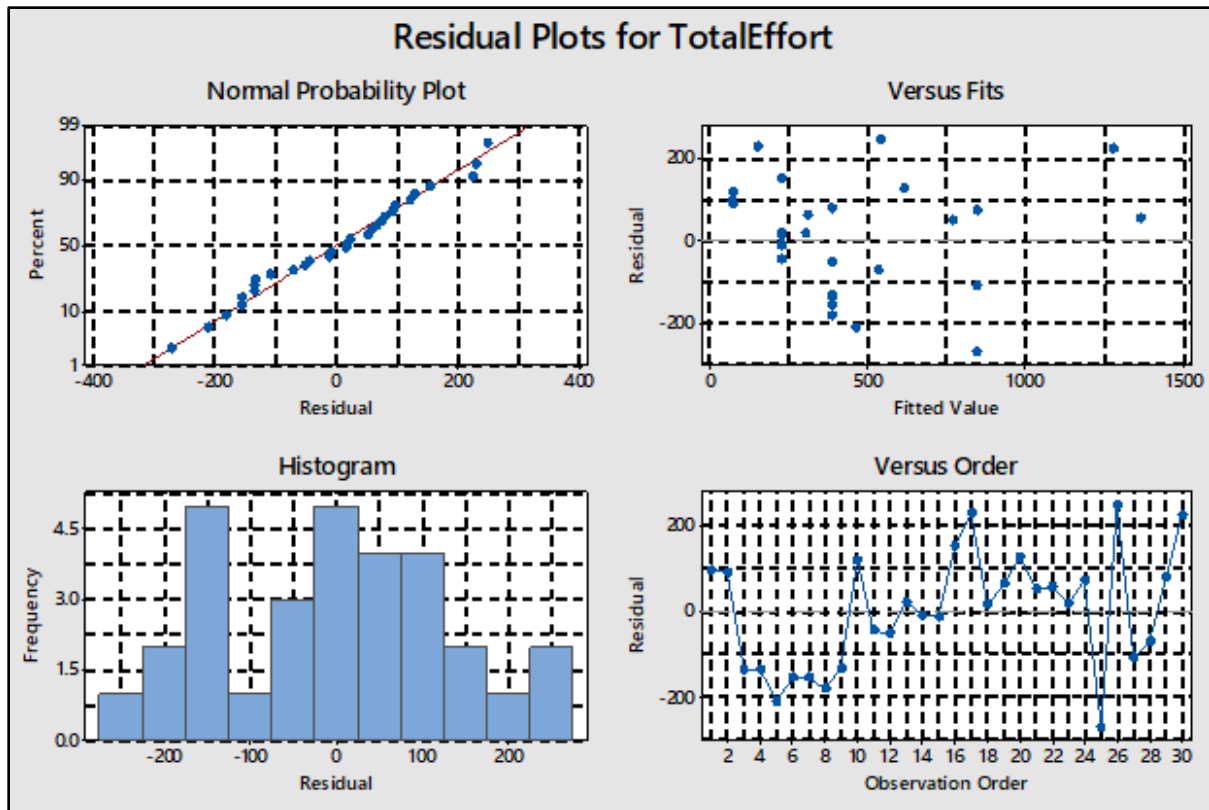 Residual Plots for TotalEffort
Normal Probability Plot
99
90
50
10
1
Percent
-400 -200 0 200 400
Residual
Versus Fits
200
0
-200
Residual
0 500 1000 1500
Fitted Value
Histogram
4.5
3.0
1.5
0.0
Frequency
-200 -100 0 100 200
Residual
Versus Order
200
0
-200
Residual
2 4 6 8 10 12 14 16 18 20 22 24 26 28 30
Observation Order